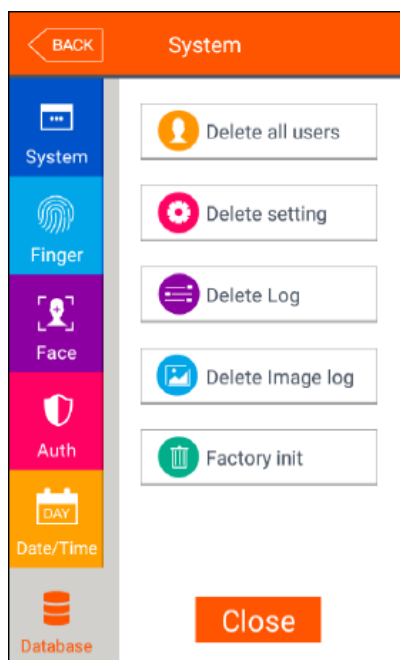 BACK
System
System
Finger
Face
Auth
DAY
Date/Time
Database
Delete all users
Delete setting
Delete Log
Delete Image log
Factory init
Close